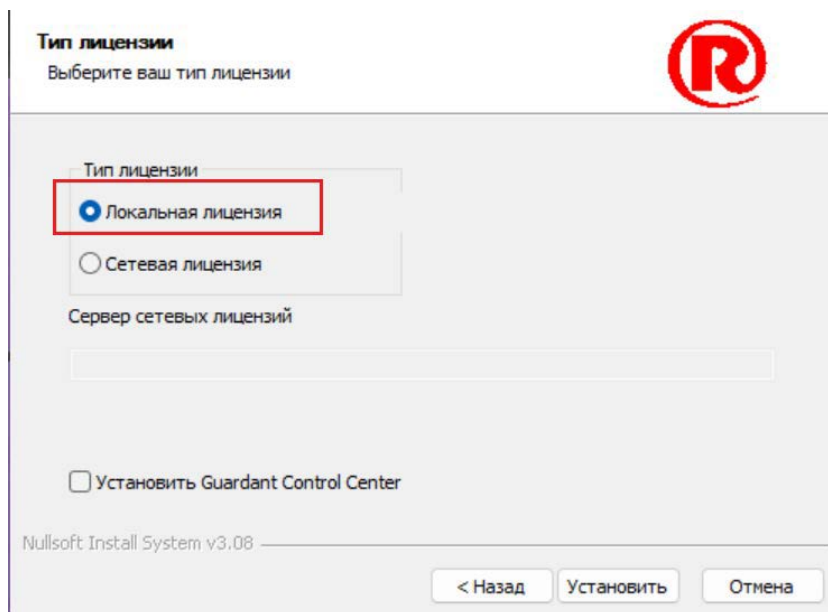 Тип лицензии
Выберите ваш тип лицензии
R
Тип лицензии
Локальная лицензия
Сетевая лицензия
Сервер сетевых лицензий
Установить Guardant Control Center
Nullsoft Install System v3.08
< Назад
Установить
Отмена